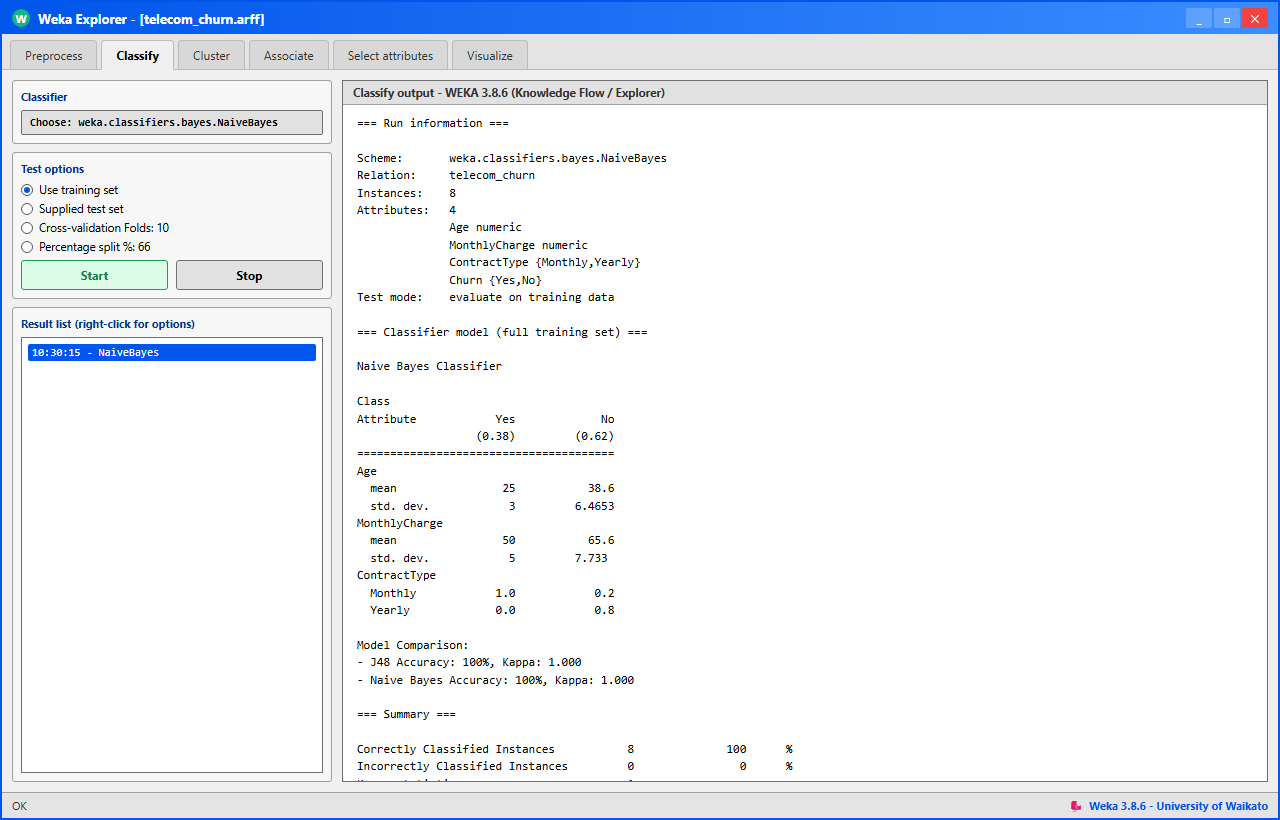 W Weka Explorer - [telecom_churn.arff]
Preprocess Classify Cluster Associate Select attributes Visualize
Classifier
Choose: weka.classifiers.bayes.NaiveBayes
Test options
Use training set
Supplied test set
Cross-validation Folds: 10
Percentage split %: 66
Start Stop
Result list (right-click for options)
10:30:15 - NaiveBayes
Classify output - WEKA 3.8.6 (Knowledge Flow / Explorer)
=== Run information ===
Scheme: weka.classifiers.bayes.NaiveBayes
Relation: telecom_churn
Instances: 8
Attributes: 4
Age numeric
MonthlyCharge numeric
ContractType {Monthly,Yearly}
Churn {Yes,No}
Test mode: evaluate on training data
=== Classifier model (full training set) ===
Naive Bayes Classifier
Class
Attribute Yes No
(0.38) (0.62)
=======================================
Age
mean 25 38.6
std. dev. 3 6.4653
MonthlyCharge
mean 50 65.6
std. dev. 5 7.733
ContractType
Monthly 1.0 0.2
Yearly 0.0 0.8
Model Comparison:
- J48 Accuracy: 100%, Kappa: 1.000
- Naive Bayes Accuracy: 100%, Kappa: 1.000
=== Summary ===
Correctly Classified Instances 8 100 %
Incorrectly Classified Instances 0 0 %
OK
Weka 3.8.6 - University of Waikato